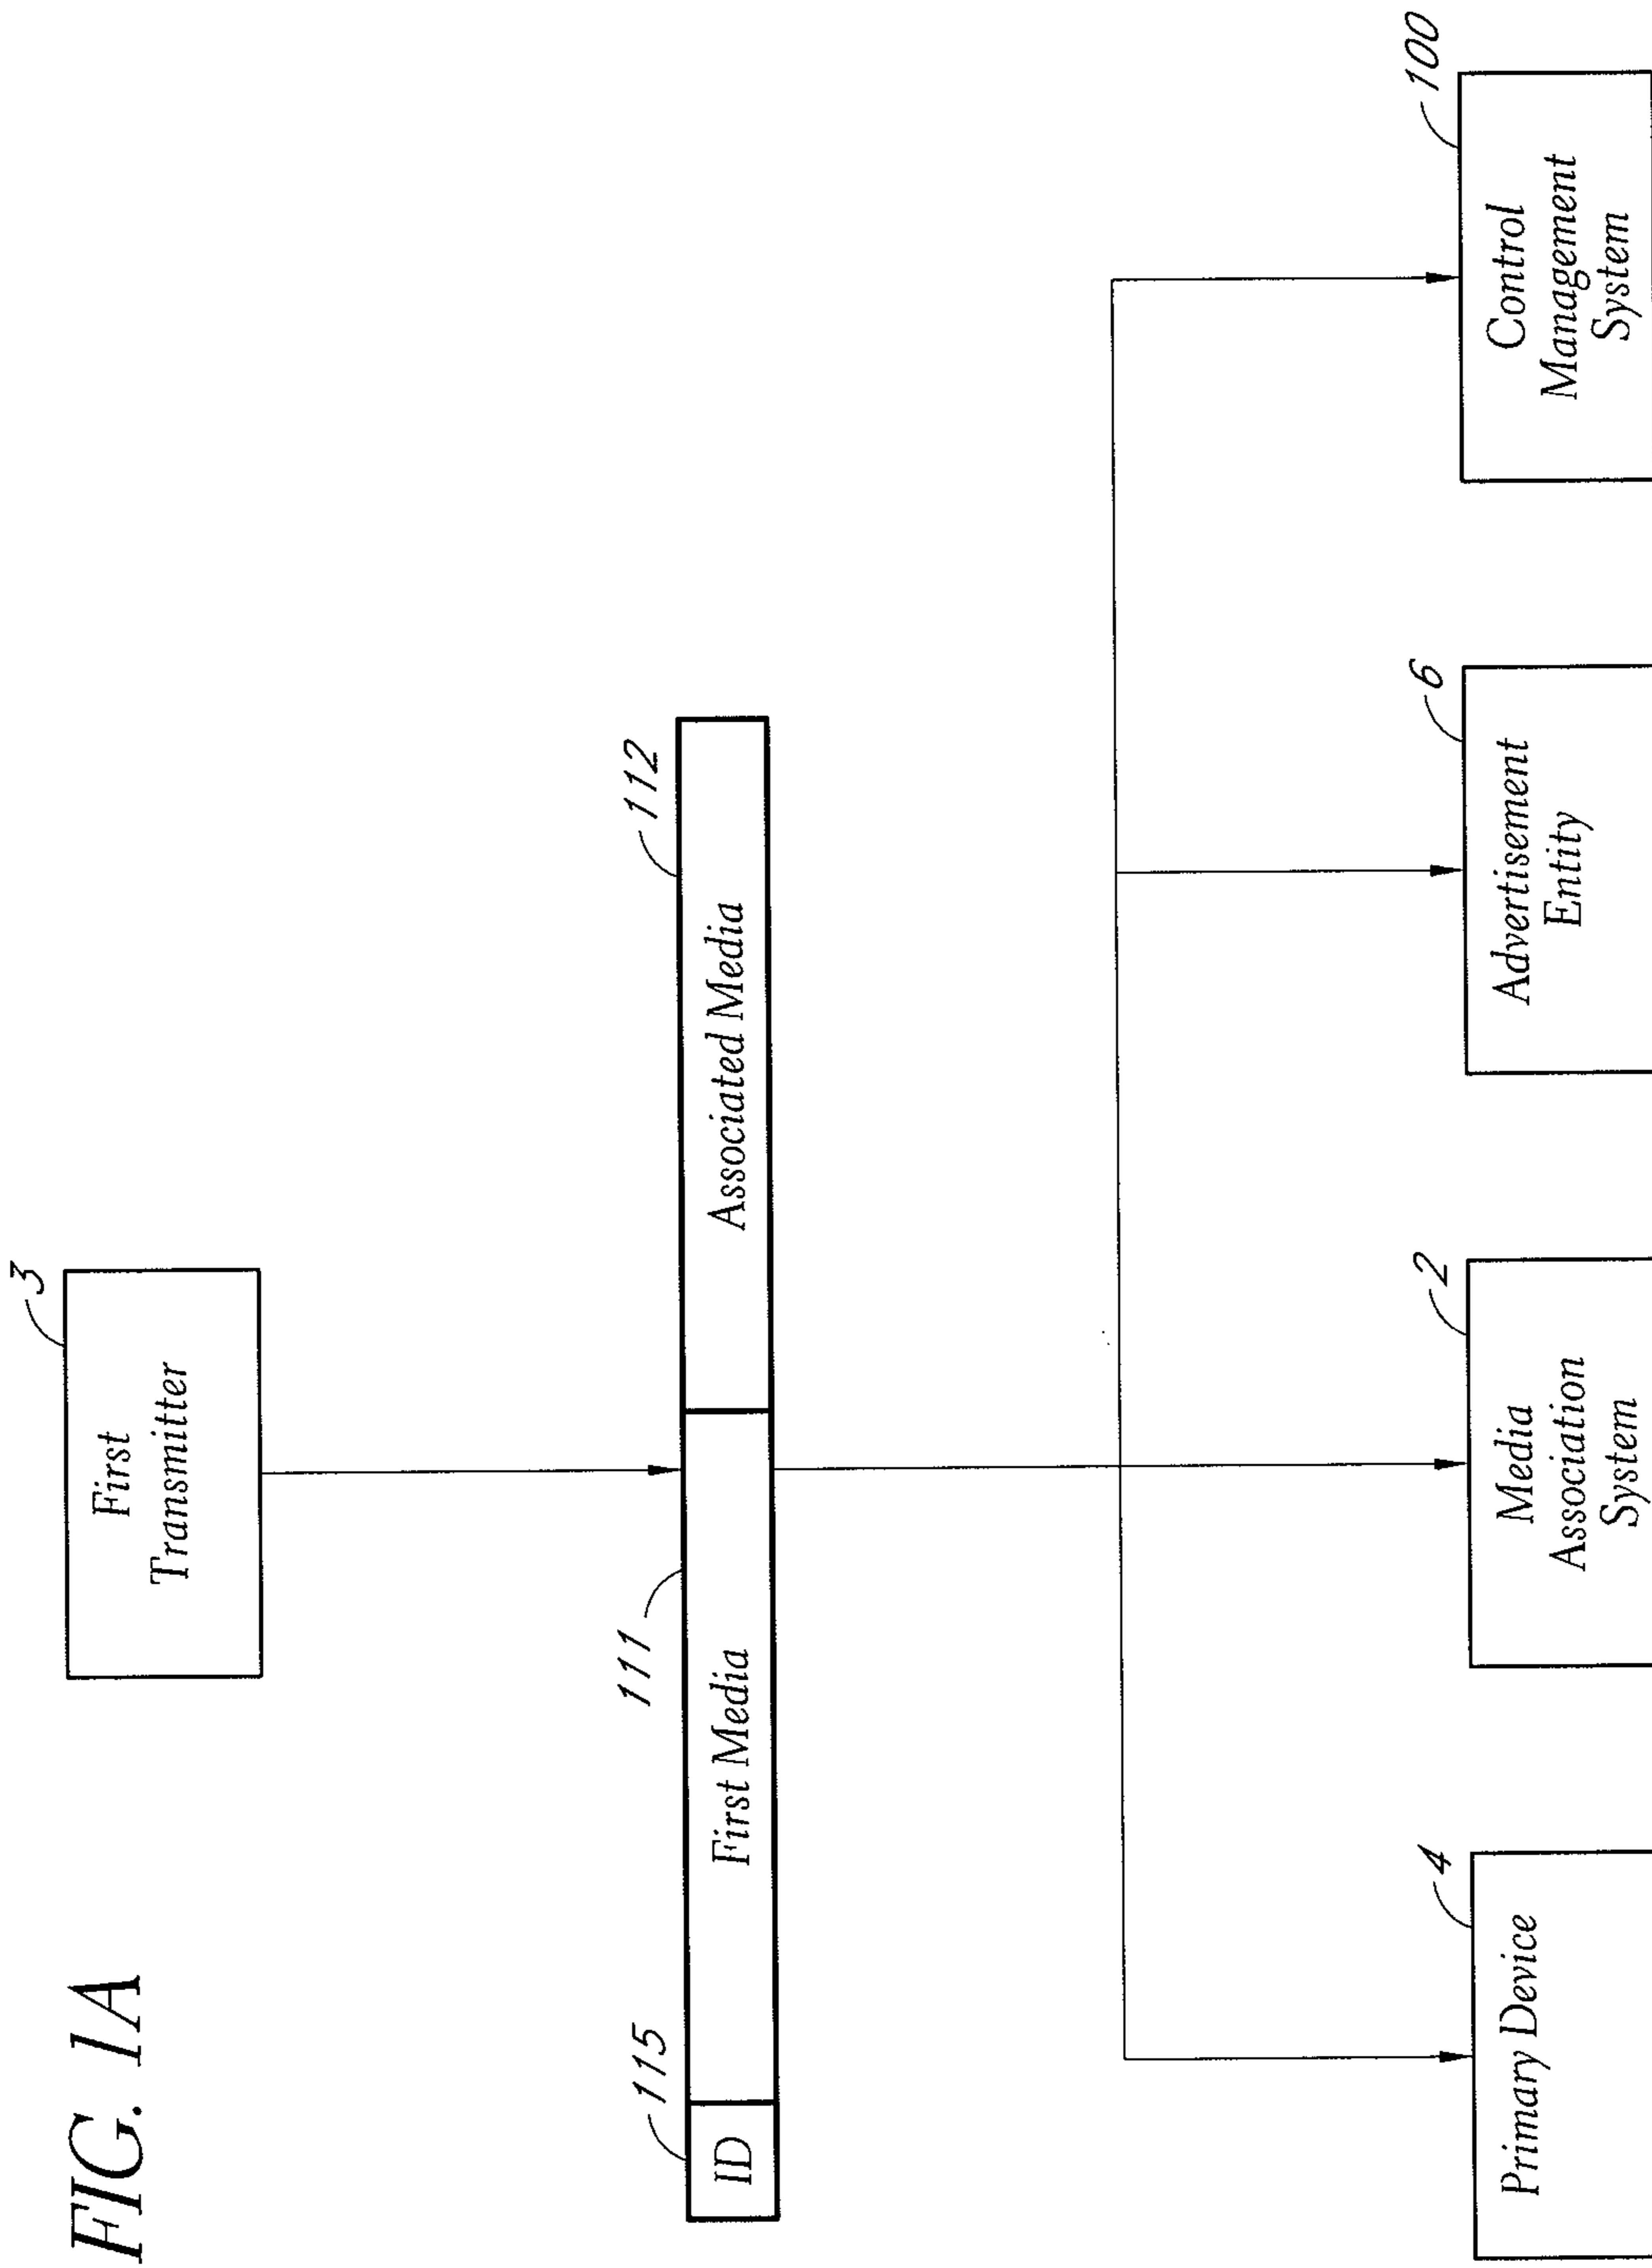 FIG. 1A
3
First
Transmitter
115
111
112
ID
First Media
Associated Media
4
2
6
100
Primary Device
Media
Association
System
Advertisement
Entity
Control
Management
System